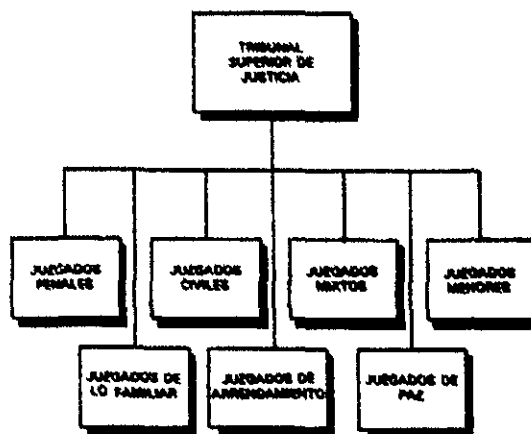 TRIBUNAL
SUPERIOR DE
JUSTICIA
JUZGADOS
PENALES
JUZGADOS
CIVILES
JUZGADOS
MIXTOS
JUZGADOS
MENORES
JUZGADOS DE
LO FAMILIAR
JUZGADOS DE
ARRENDAMIENTO
JUZGADOS DE
PAZ